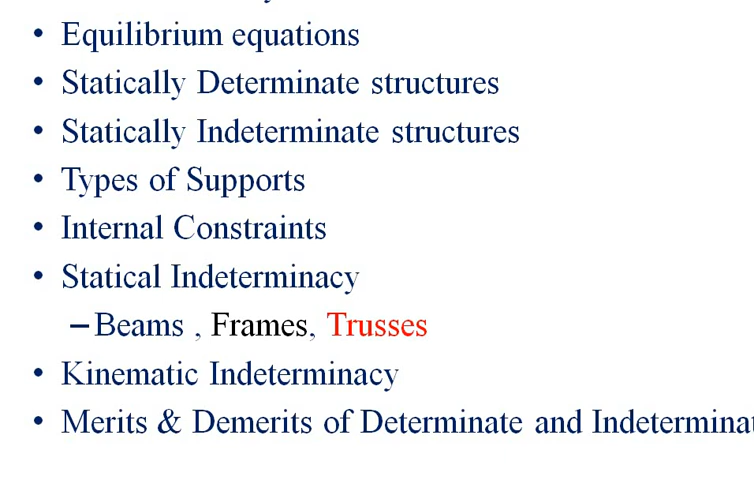 • Equilibrium equations
• Statically Determinate structures
• Statically Indeterminate structures
• Types of Supports
• Internal Constraints
• Statical Indeterminacy
– Beams , Frames, Trusses
• Kinematic Indeterminacy
• Merits & Demerits of Determinate and